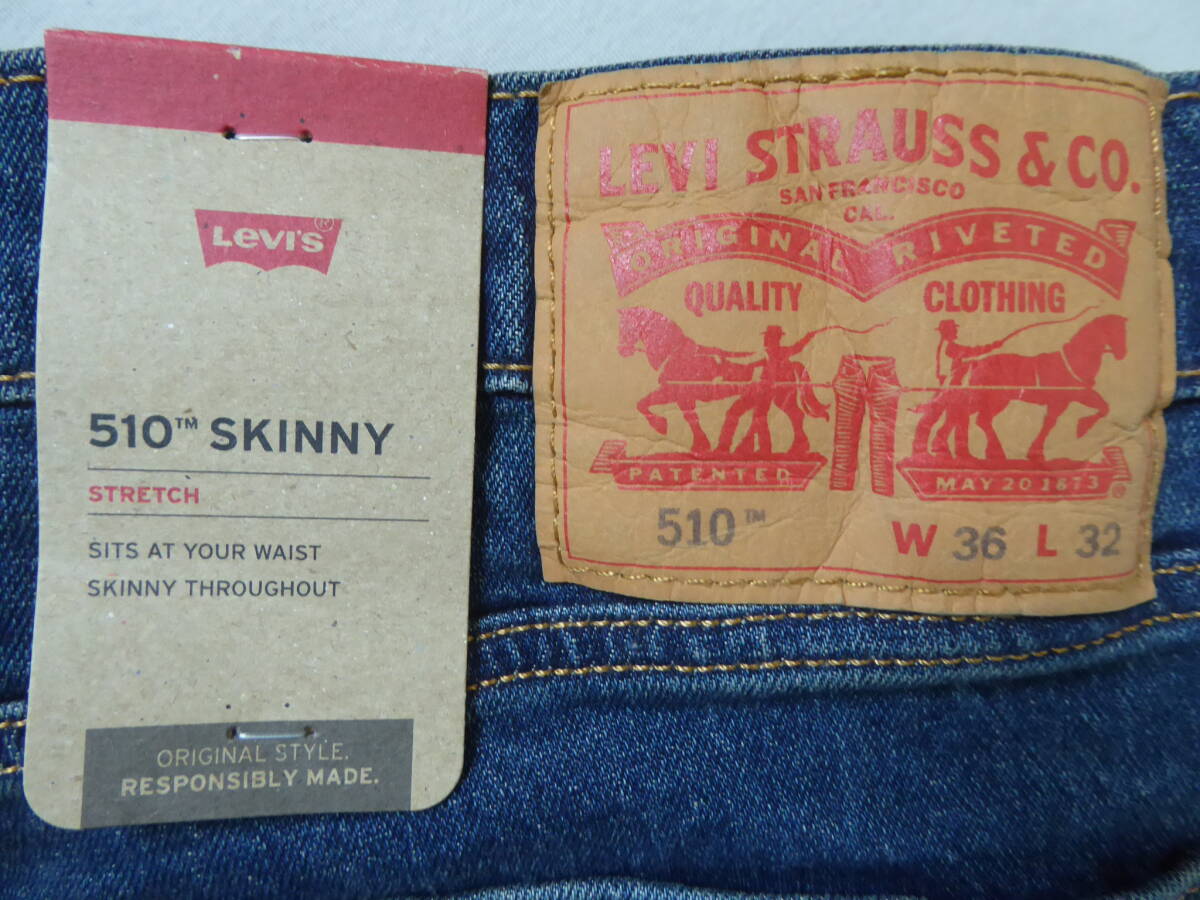 LEVI'S®
510™ SKINNY
STRETCH
SITS AT YOUR WAIST
SKINNY THROUGHOUT
ORIGINAL STYLE.
RESPONSIBLY MADE.
LEVI STRAUSS & CO.
SAN FRANCISCO
CAL.
ORIGINAL RIVETED
QUALITY CLOTHING
PATENTED MAY 20 1873 ®
510™ W 36 L 32